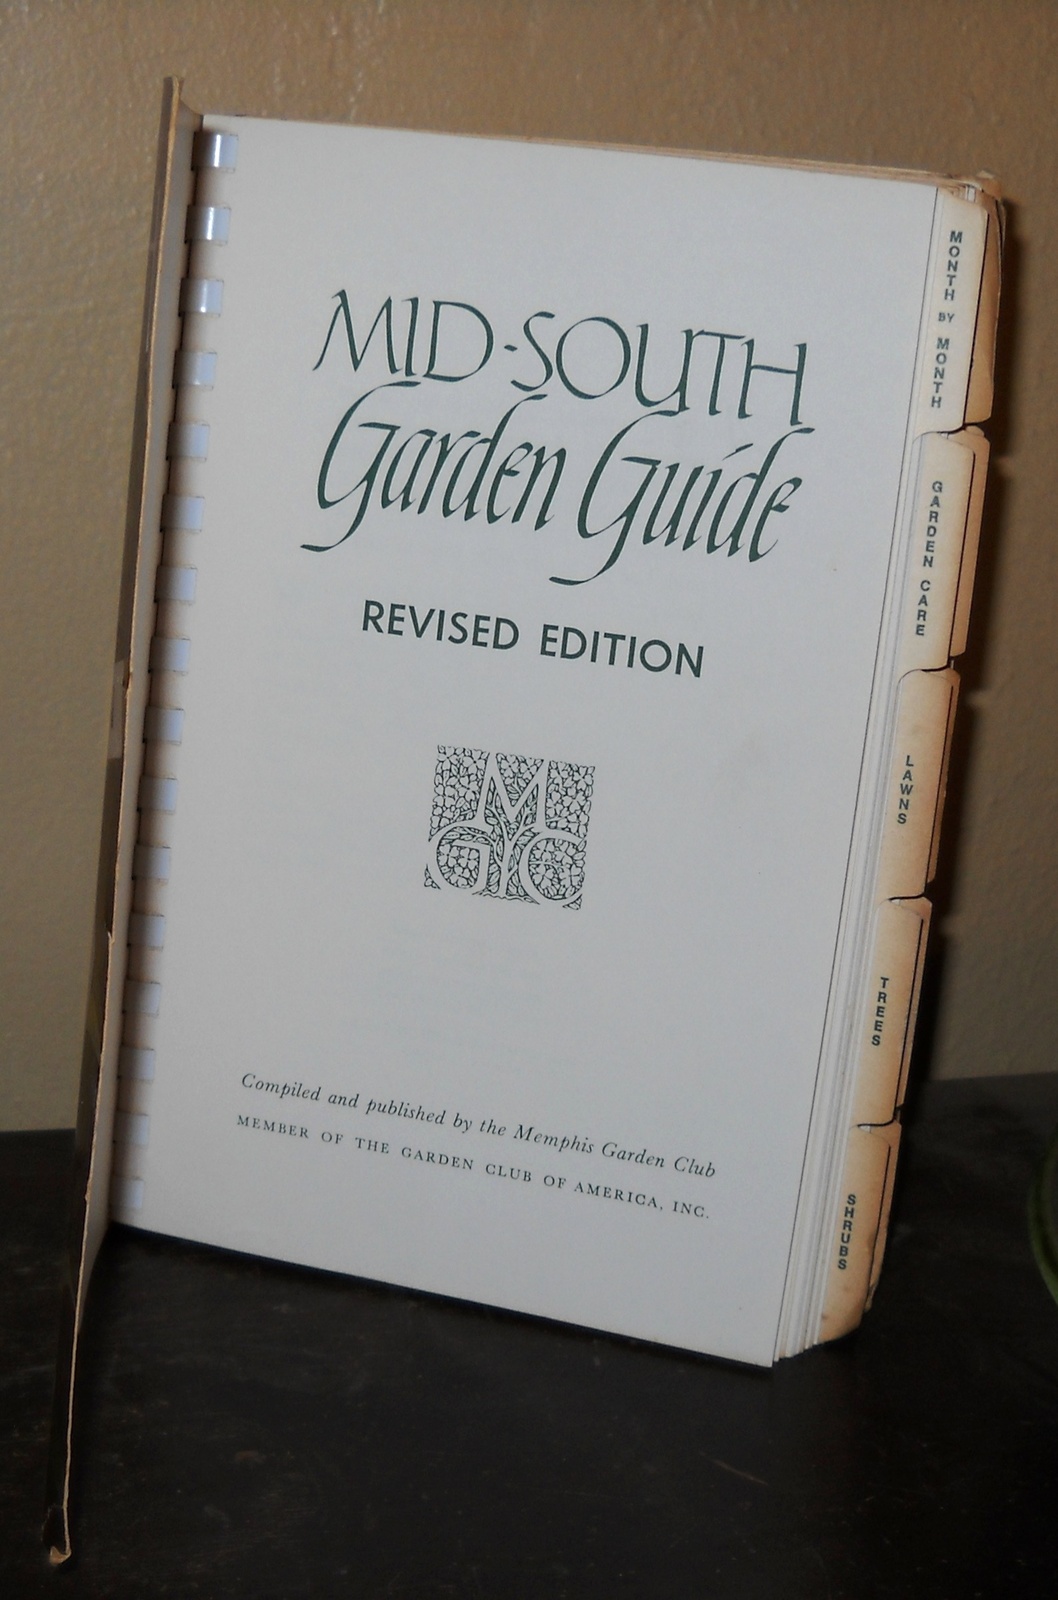 MID-SOUTH
Garden Guide
REVISED EDITION
MGC
Compiled and published by the Memphis Garden Club
MEMBER OF THE GARDEN CLUB OF AMERICA, INC.
MONTH BY MONTH
GARDEN CARE
LAWNS
TREES
SHRUBS